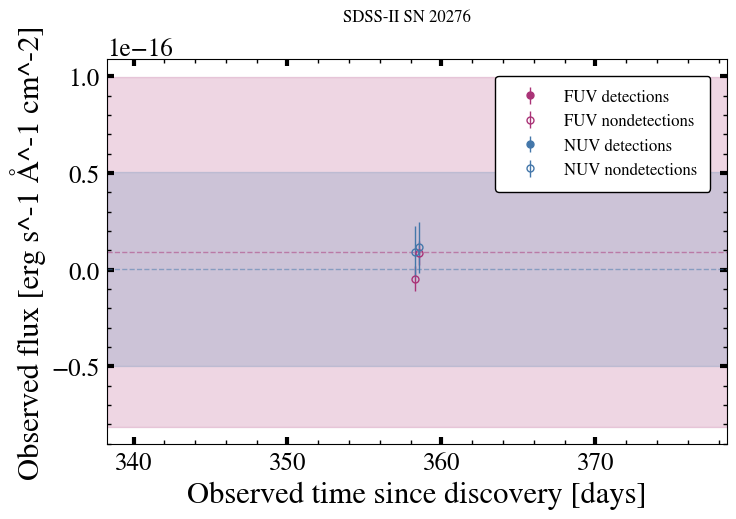 SDSS-II SN 20276
1e−16
1.0
0.5
0.0
−0.5
340
350
360
370
Observed time since discovery [days]
Observed flux [erg s^-1 Å^-1 cm^-2]
FUV detections
FUV nondetections
NUV detections
NUV nondetections